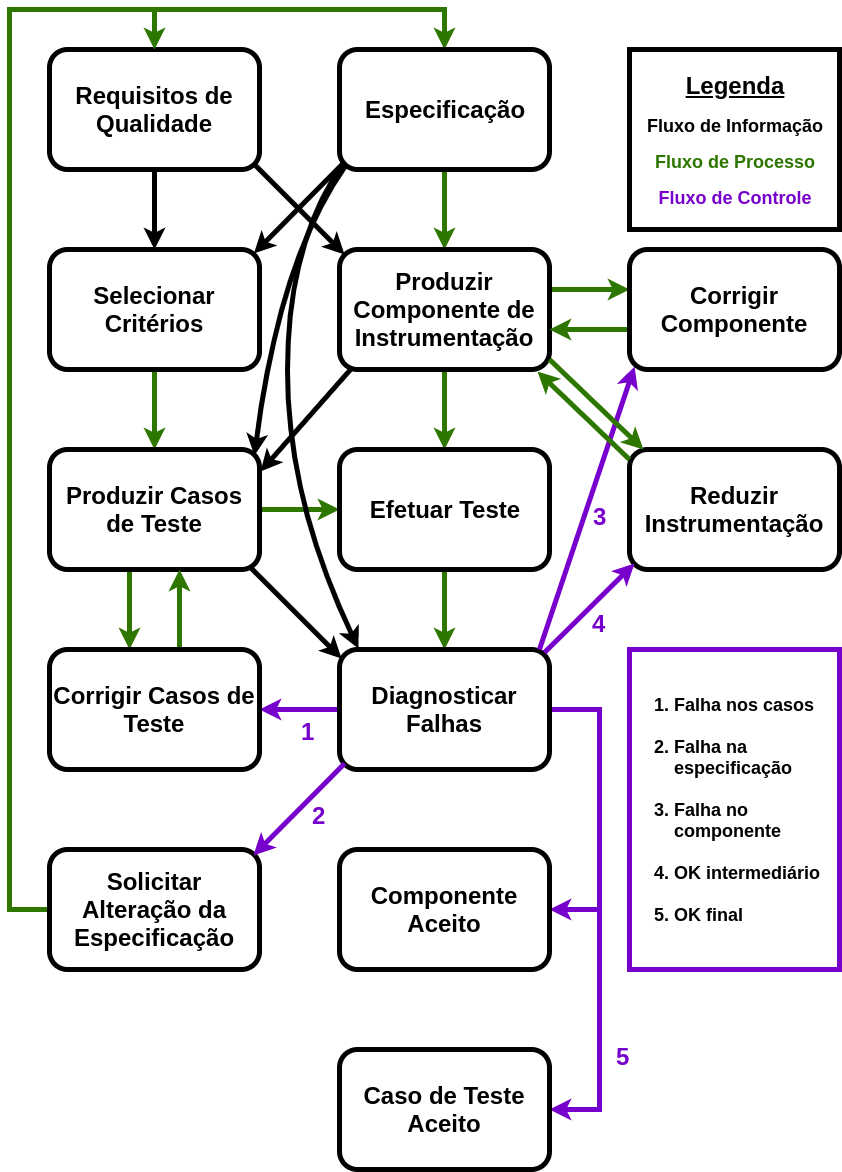 Requisitos de
Qualidade
Especificação
Legenda
Fluxo de Informação
Fluxo de Processo
Fluxo de Controle
Selecionar
Critérios
Produzir
Componente de
Instrumentação
Corrigir
Componente
Produzir Casos
de Teste
Efetuar Teste
Reduzir
Instrumentação
3
4
Corrigir Casos de
Teste
1
Diagnosticar
Falhas
2
1. Falha nos casos
2. Falha na
especificação
3. Falha no
componente
4. OK intermediário
5. OK final
Solicitar
Alteração da
Especificação
Componente
Aceito
5
Caso de Teste
Aceito